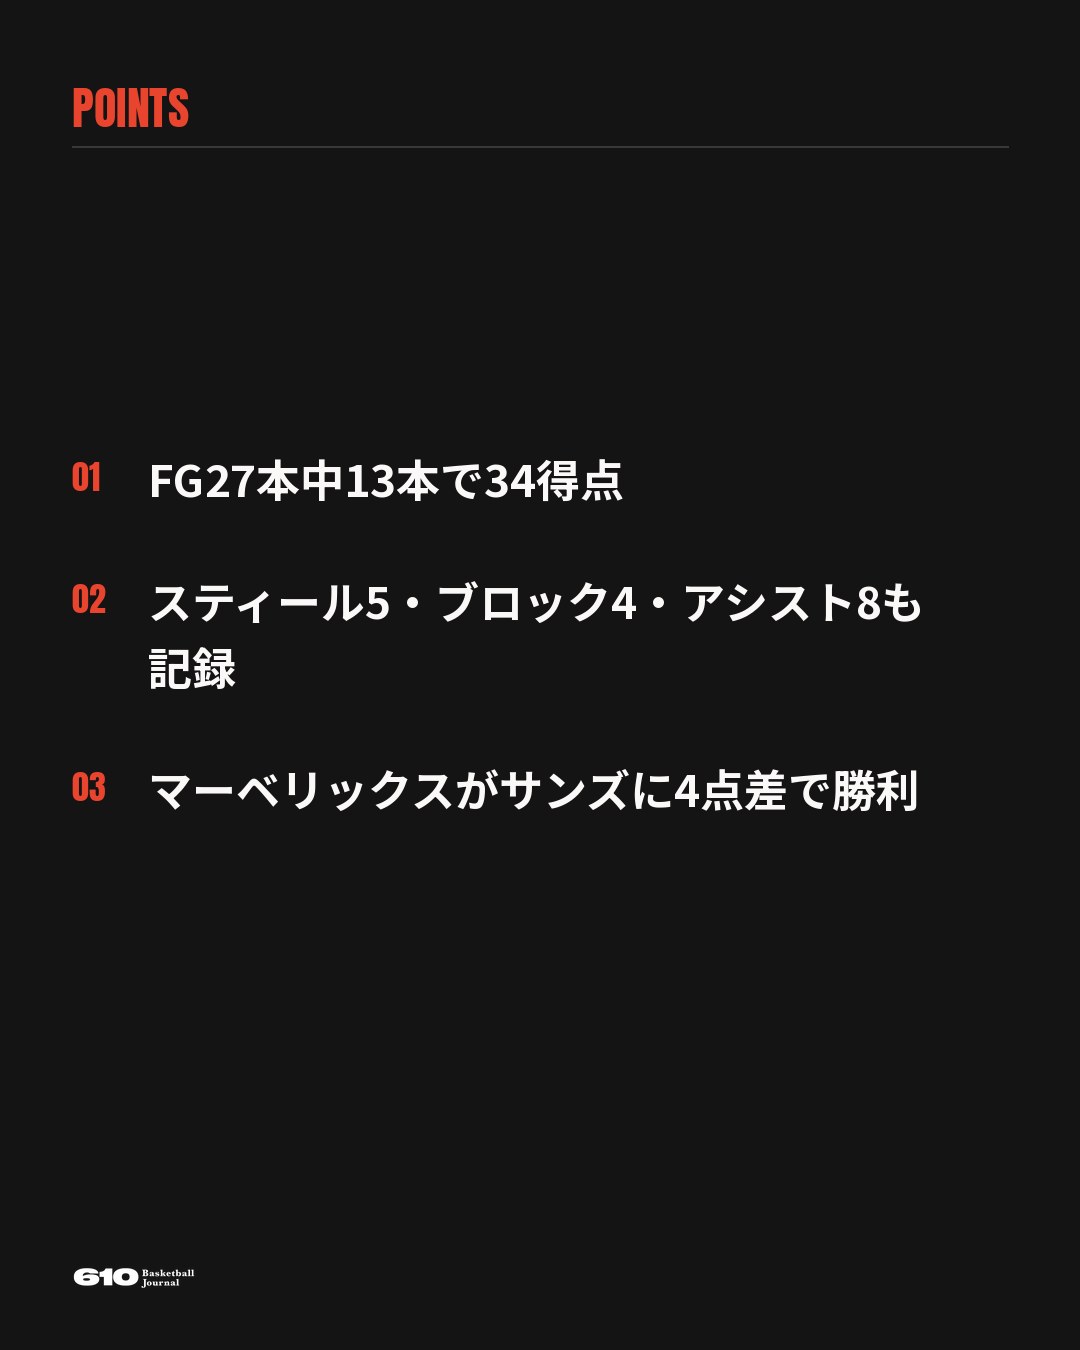 POINTS
01 FG27本中13本で34得点
02 スティール5・ブロック4・アシスト8も
記録
03 マーベリックスがサンズに4点差で勝利
610 Basketball
Journal